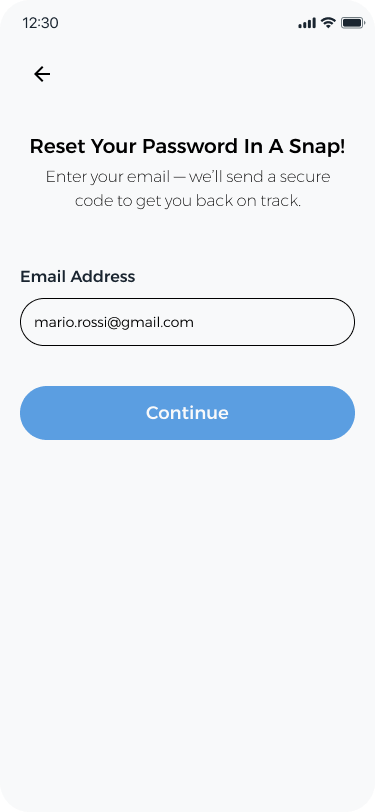 12:30
Reset Your Password In A Snap!
Enter your email — we’ll send a secure
code to get you back on track.
Email Address
mario.rossi@gmail.com
Continue